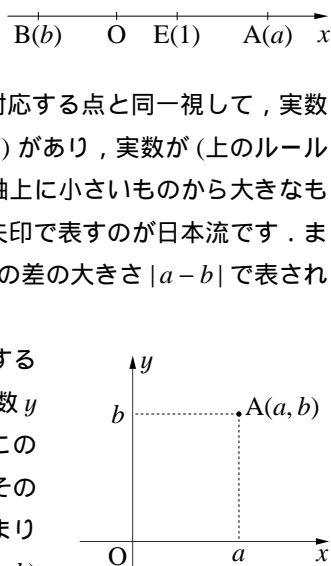 B(b) O E(1) A(a) x
対応する点と同一視して，実数
) があり，実数が (上のルール
軸上に小さいものから大きなも
矢印で表すのが日本流です．ま
の差の大きさ |a − b| で表され
する
数 y
この
その
まり
y
b A(a, b)
O a x